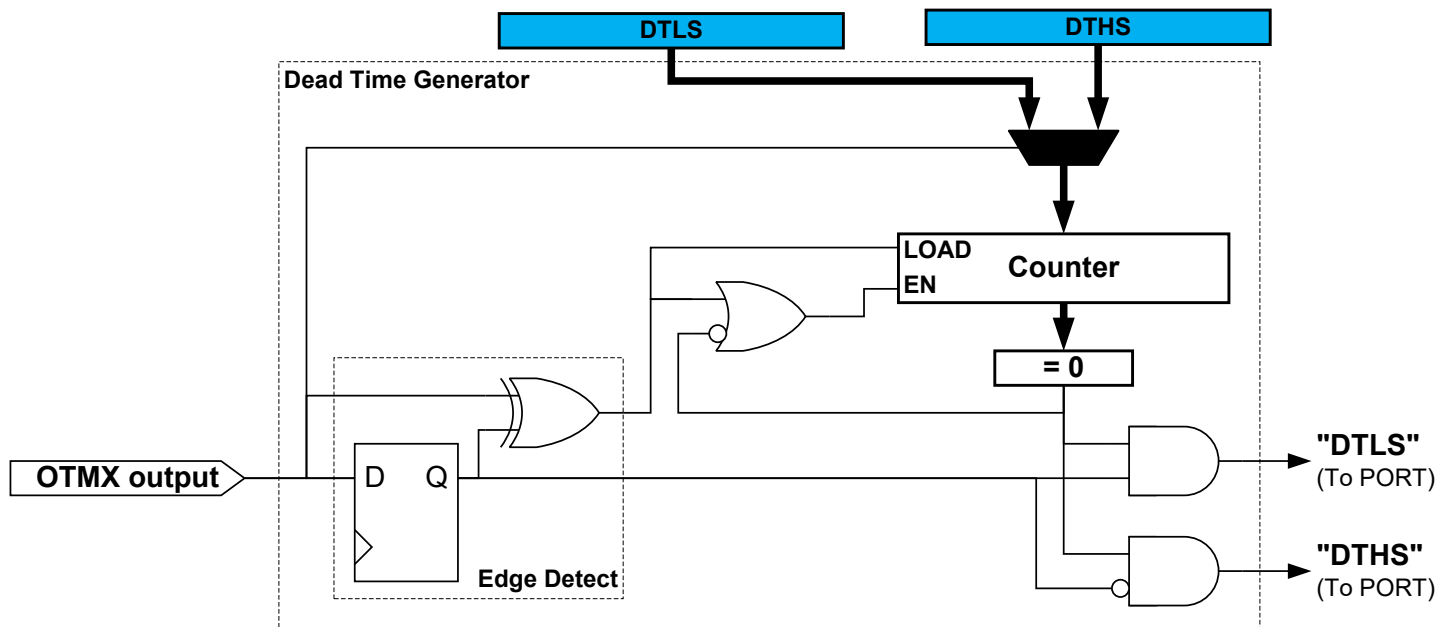 DTLS
DTHS
Dead Time Generator
LOAD
Counter
EN
= 0
OTMX output
D
Q
Edge Detect
"DTLS"
(To PORT)
"DTHS"
(To PORT)